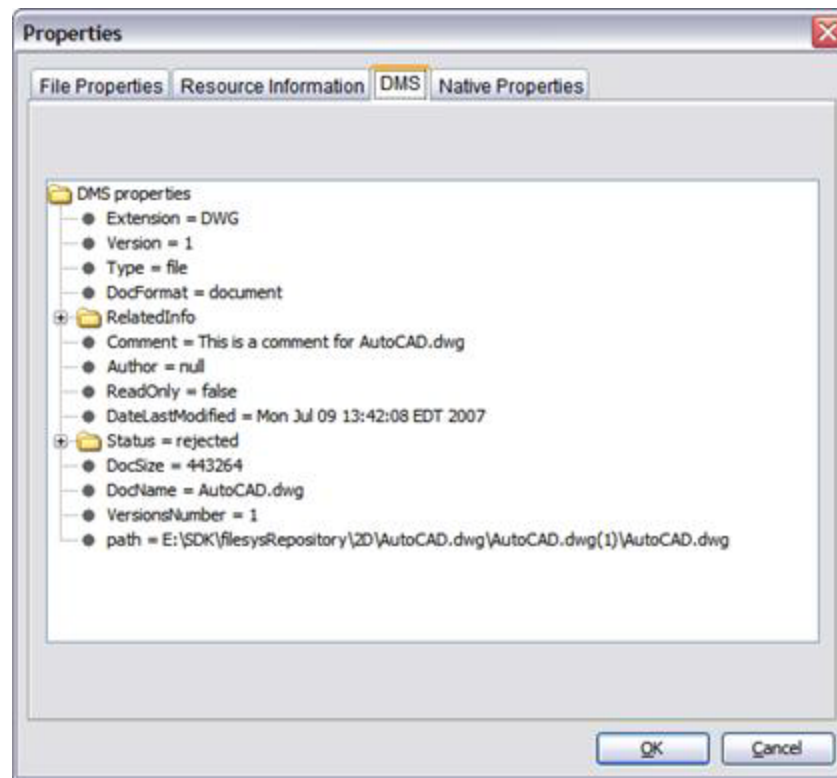 Properties
File Properties Resource Information DMS Native Properties
DMS properties
Extension = DWG
Version = 1
Type = file
DocFormat = document
RelatedInfo
Comment = This is a comment for AutoCAD.dwg
Author = null
ReadOnly = false
DateLastModified = Mon Jul 09 13:42:08 EDT 2007
Status = rejected
DocSize = 443264
DocName = AutoCAD.dwg
VersionsNumber = 1
path = E:\SDK\filesysRepository\2D\AutoCAD.dwg\AutoCAD.dwg(1)\AutoCAD.dwg
OK Cancel